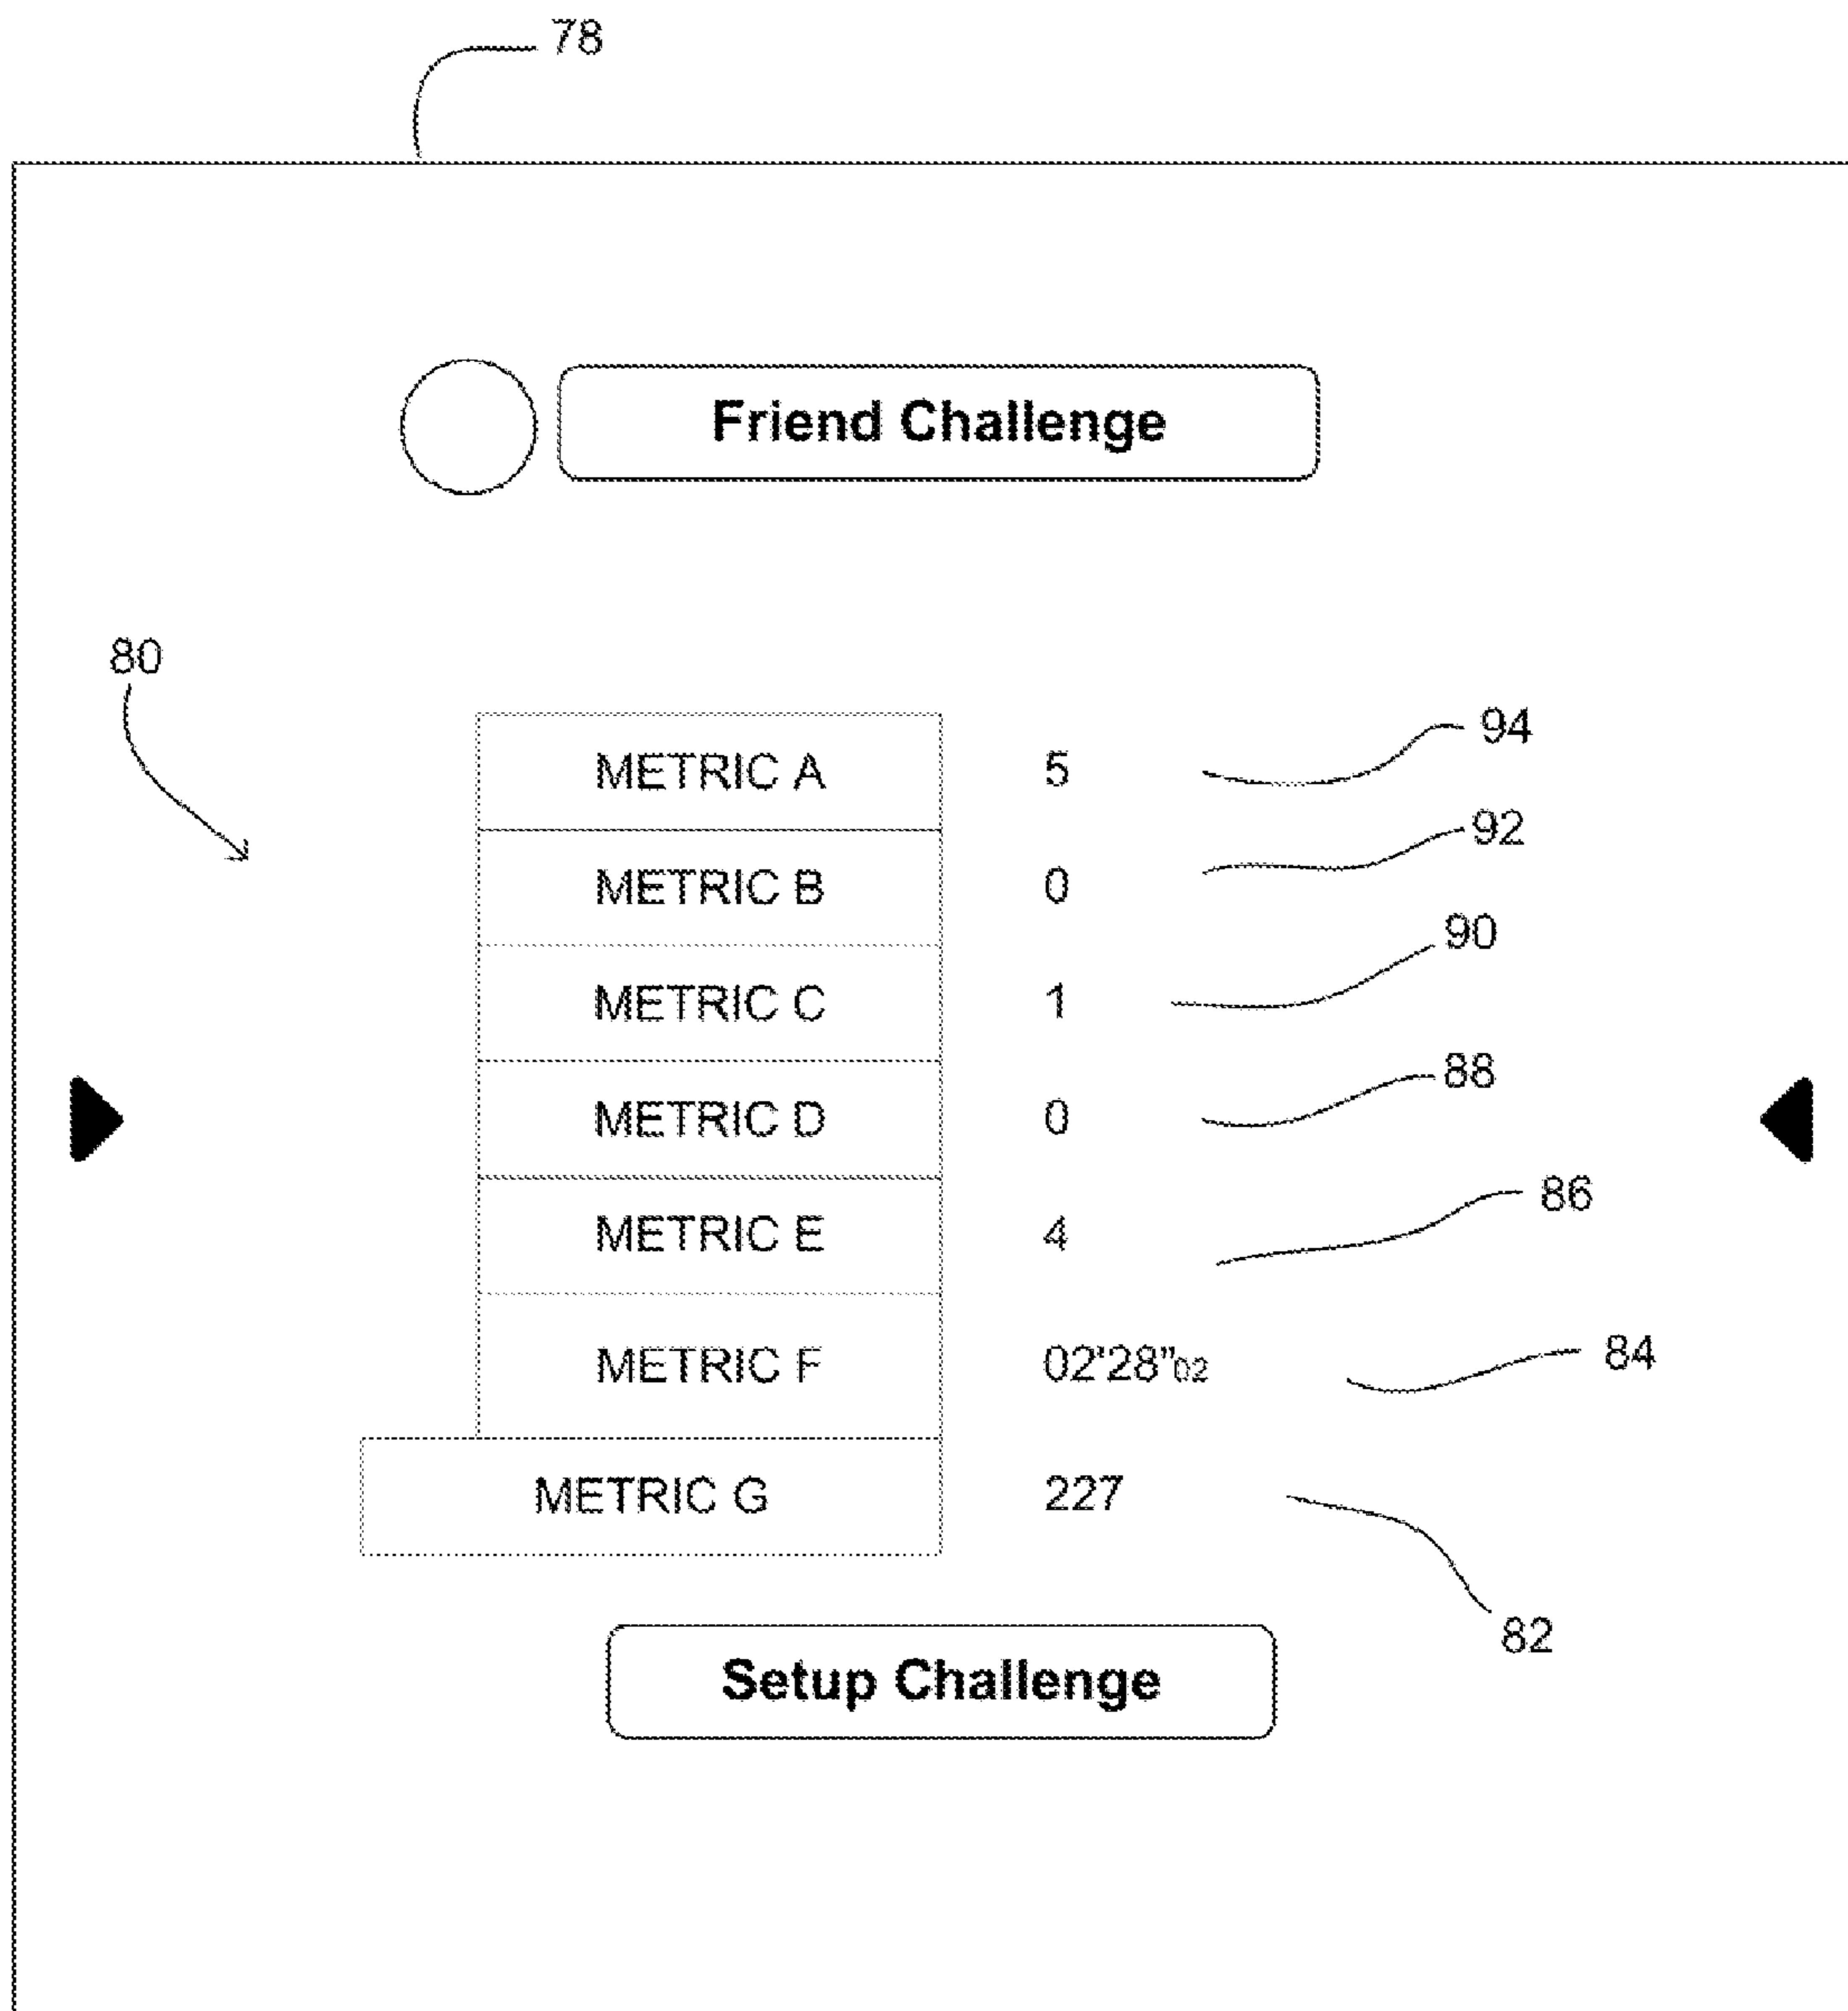 78
Friend Challenge
80
METRIC A 5 94
METRIC B 0 92
METRIC C 1 90
METRIC D 0 88
METRIC E 4 86
METRIC F 02'28"02 84
METRIC G 227 82
Setup Challenge